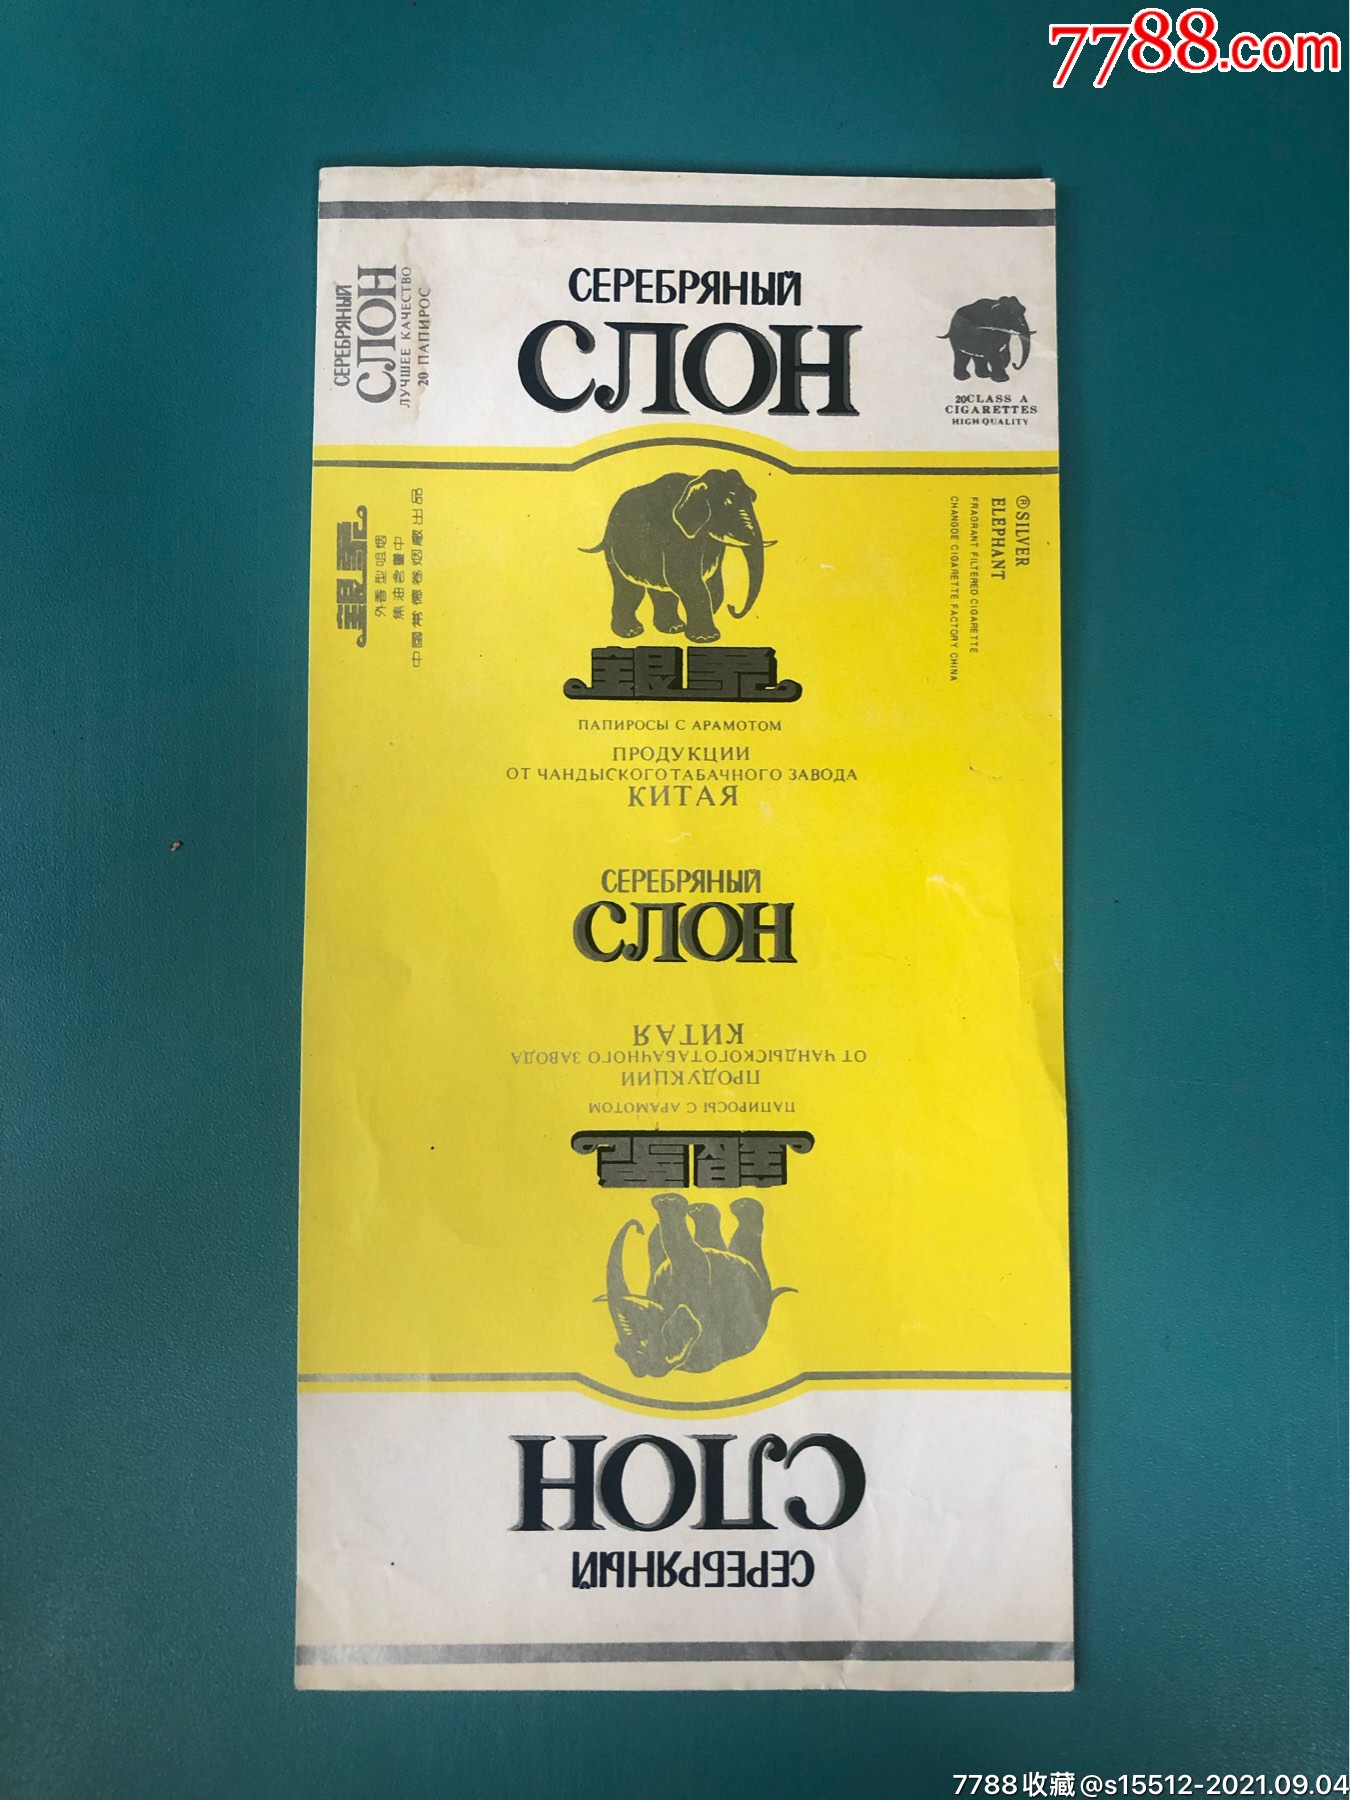 7788.com
СЕРЕБРЯНЫЙ
СЛОН
СЕРЕБРЯНЫЙ
СЛОН
ЛУЧШЕЕ КАЧЕСТВО
20 ПАПИРОС
20CLASS A
CIGARETTES
HIGH QUALITY
銀象
外香型咀烟
焦油含量中
中國常德卷烟廠出品
®SILVER
ELEPHANT
FRAGRANT FILTERED CIGARETTE
CHANGDE CIGARETTE FACTORY CHINA
銀象
ПАПИРОСЫ С АРАМОТОМ
ПРОДУКЦИИ
ОТ ЧАНДЫСКОГОТАБАЧНОГО ЗАВОДА
КИТАЯ
СЕРЕБРЯНЫЙ
СЛОН
КИТАЯ
ОТ ЧАНДЫСКОГОТАБАЧНОГО ЗАВОДА
ПРОДУКЦИИ
ПАПИРОСЫ С АРАМОТОМ
銀象
СЛОН
СЕРЕБРЯНЫЙ
7788收藏@s15512-2021.09.04